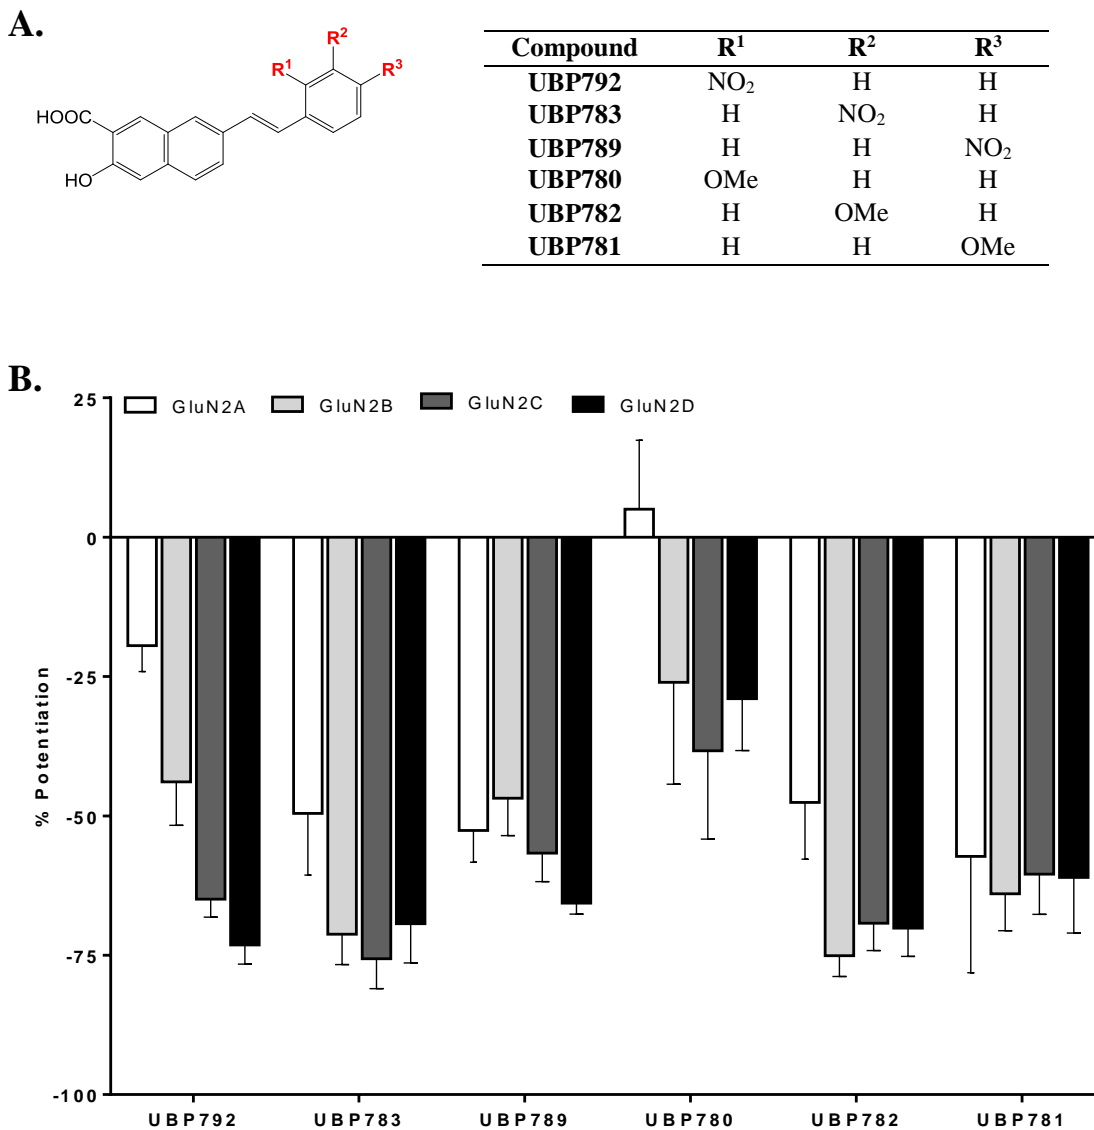 A.
R¹ R² R³
HOOC
HO
Compound R¹ R² R³
UBP792 NO₂ H H
UBP783 H NO₂ H
UBP789 H H NO₂
UBP780 OMe H H
UBP782 H OMe H
UBP781 H H OMe
B.
GluN2A GluN2B GluN2C GluN2D
% Potentiation
25
0
-25
-50
-75
-100
UBP792 UBP783 UBP789 UBP780 UBP782 UBP781